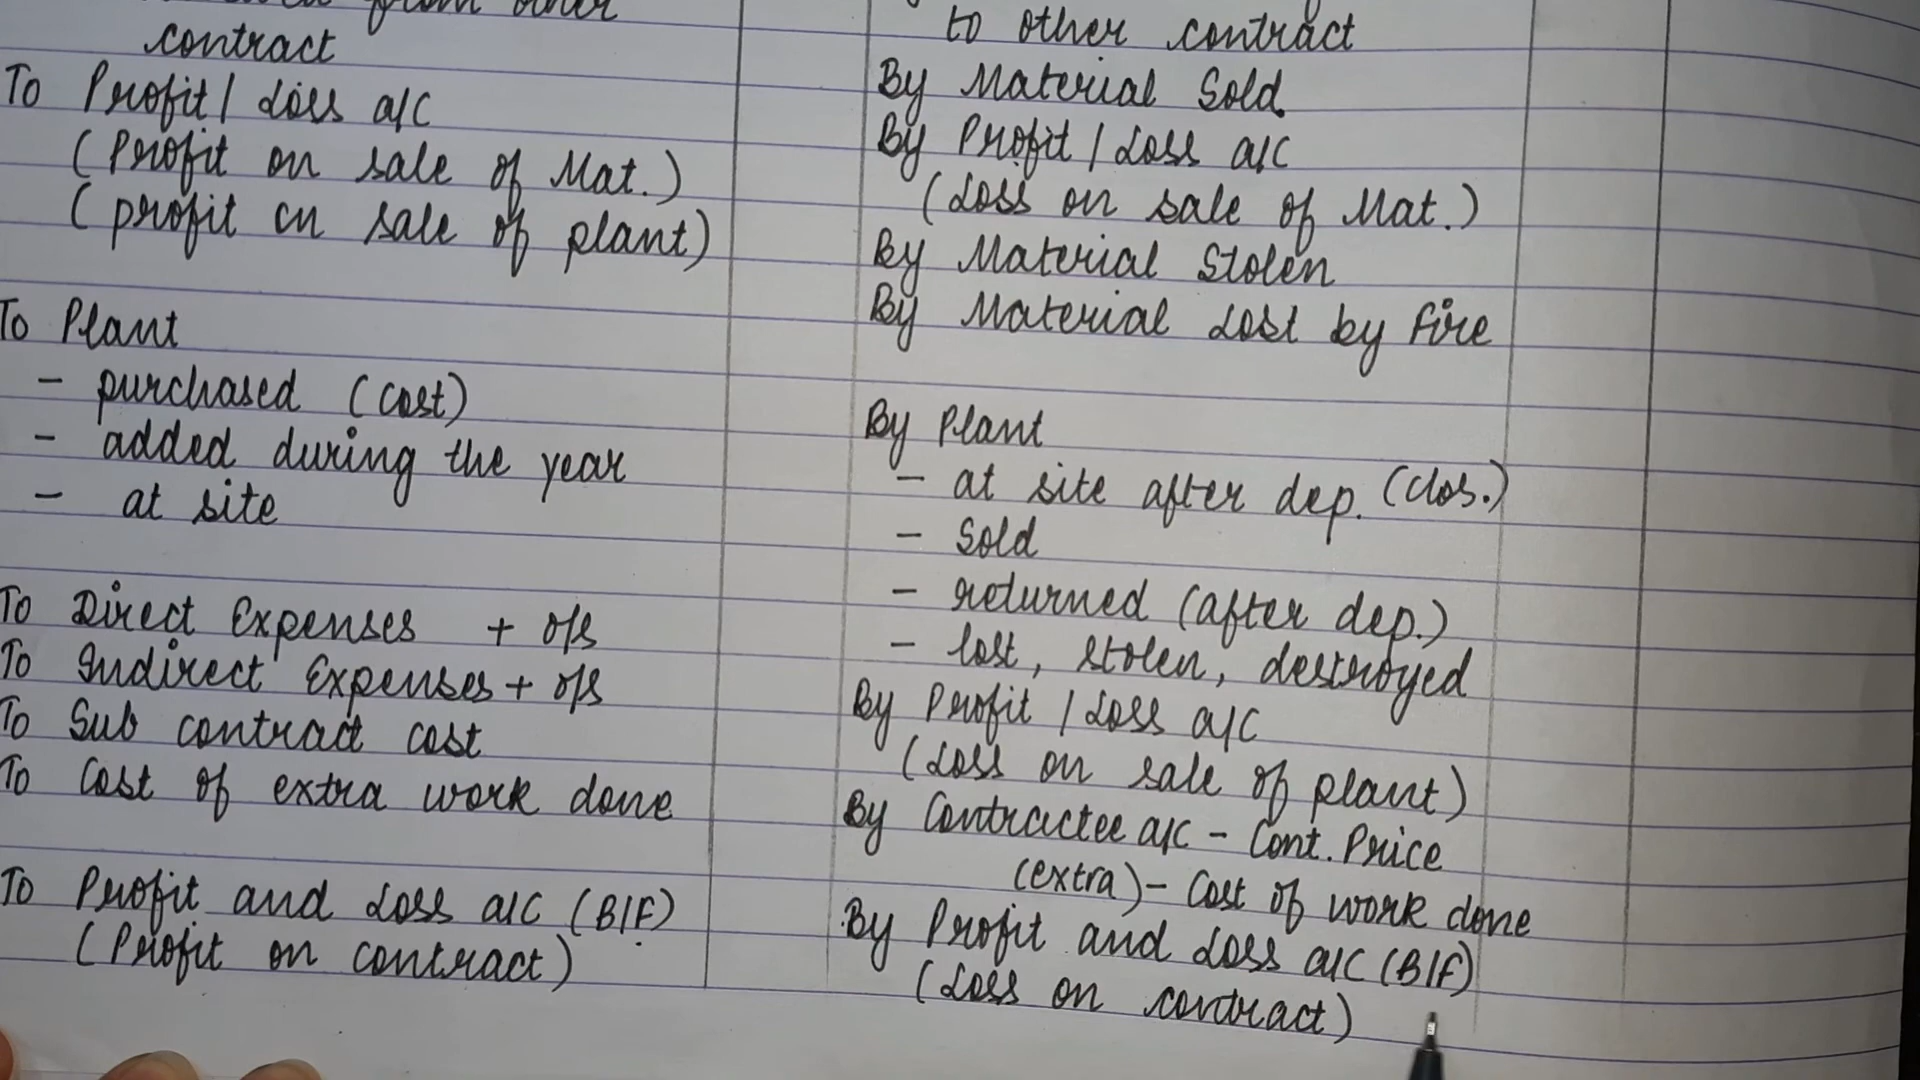 from other
contract
To Profit / Loss a/c
(Profit on sale of Mat.)
(profit on sale of plant)
To Plant
- purchased (cost)
- added during the year
- at site
To Direct Expenses + o/s
To Indirect Expenses + o/s
To Sub contract cost
To Cost of extra work done
To Profit and Loss a/c (B/F)
(Profit on contract)
to other contract
By Material Sold
By Profit / Loss a/c
(Loss on sale of Mat.)
By Material Stolen
By Material Lost by fire
By Plant
- at site after dep. (Clos.)
- Sold
- returned (after dep.)
- lost, stolen, destroyed
By Profit / Loss a/c
(Loss on sale of plant)
By Contractee a/c - Cont. Price
(extra) - Cost of work done
By Profit and Loss a/c (B/F)
(Loss on contract)